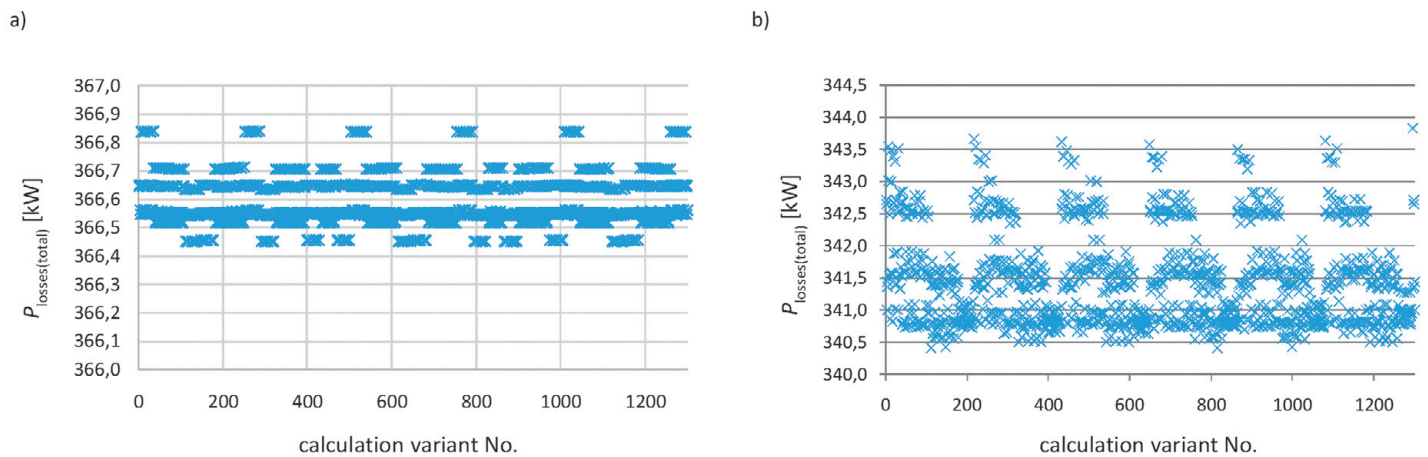 a)
367,0
366,9
366,8
366,7
366,6
366,5
366,4
366,3
366,2
366,1
366,0
P losses(total) [kW]
0 200 400 600 800 1000 1200
calculation variant No.
b)
344,5
344,0
343,5
343,0
342,5
342,0
341,5
341,0
340,5
340,0
P losses(total) [kW]
0 200 400 600 800 1000 1200
calculation variant No.